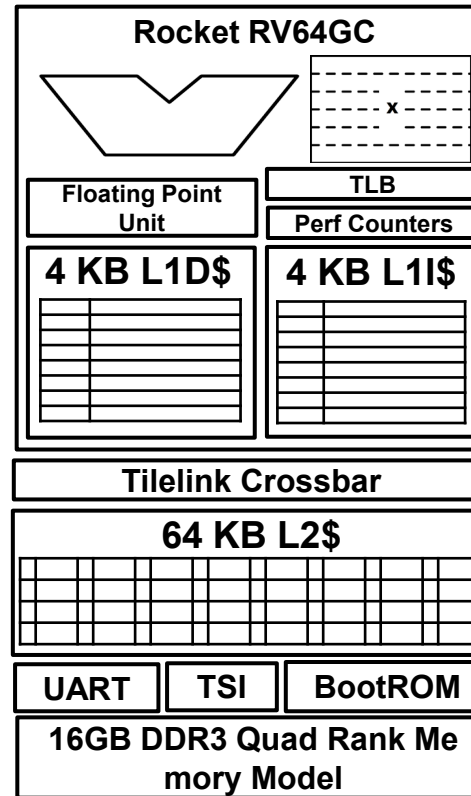 Rocket RV64GC
x
Floating Point
Unit
TLB
Perf Counters
4 KB L1D$
4 KB L1I$
Tilelink Crossbar
64 KB L2$
UART
TSI
BootROM
16GB DDR3 Quad Rank Me
mory Model